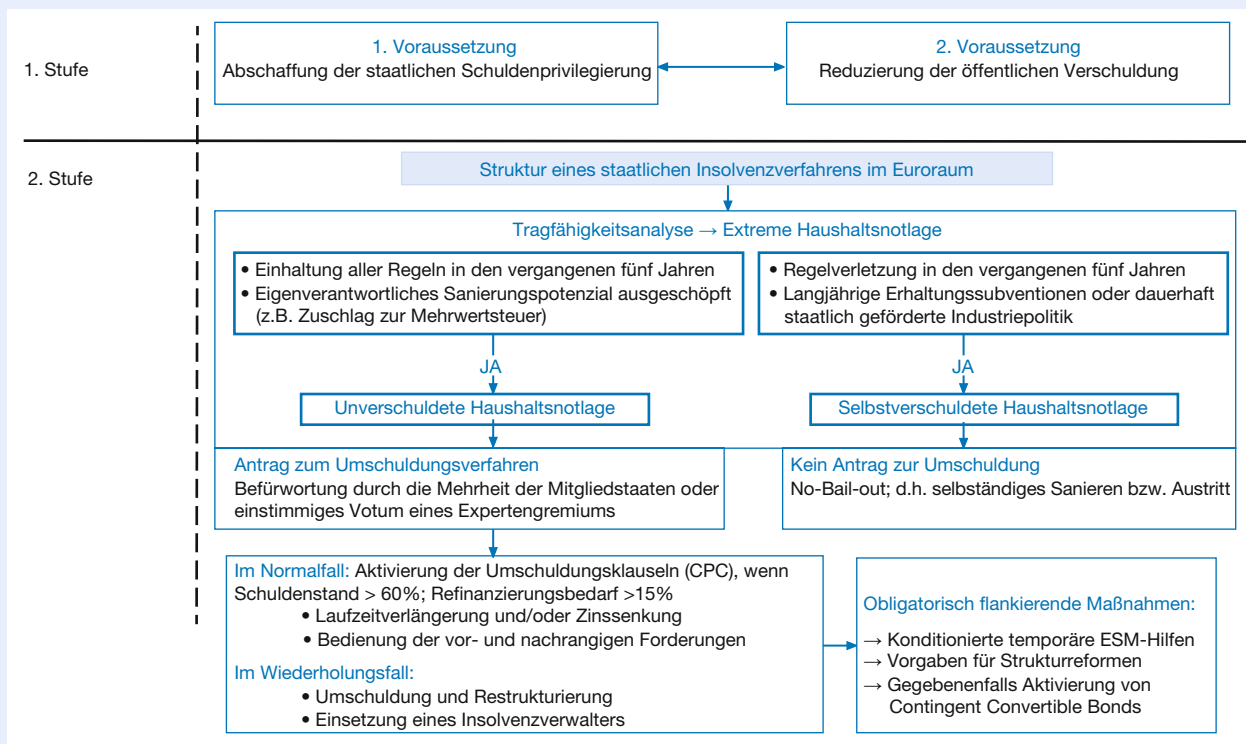 1. Stufe
1. Voraussetzung
Abschaffung der staatlichen Schuldenprivilegierung
2. Voraussetzung
Reduzierung der öffentlichen Verschuldung
2. Stufe
Struktur eines staatlichen Insolvenzverfahrens im Euroraum
Tragfähigkeitsanalyse → Extreme Haushaltsnotlage
• Einhaltung aller Regeln in den vergangenen fünf Jahren
• Eigenverantwortliches Sanierungspotenzial ausgeschöpft
(z.B. Zuschlag zur Mehrwertsteuer)
JA
Unverschuldete Haushaltsnotlage
• Regelverletzung in den vergangenen fünf Jahren
• Langjährige Erhaltungssubventionen oder dauerhaft
staatlich geförderte Industriepolitik
JA
Selbstverschuldete Haushaltsnotlage
Antrag zum Umschuldungsverfahren
Befürwortung durch die Mehrheit der Mitgliedstaaten oder
einstimmiges Votum eines Expertengremiums
Kein Antrag zur Umschuldung
No-Bail-out; d.h. selbständiges Sanieren bzw. Austritt
Im Normalfall: Aktivierung der Umschuldungsklauseln (CPC), wenn
Schuldenstand > 60%; Refinanzierungsbedarf >15%
• Laufzeitverlängerung und/oder Zinssenkung
• Bedienung der vor- und nachrangigen Forderungen
Im Wiederholungsfall:
• Umschuldung und Restrukturierung
• Einsetzung eines Insolvenzverwalters
Obligatorisch flankierende Maßnahmen:
→ Konditionierte temporäre ESM-Hilfen
→ Vorgaben für Strukturreformen
→ Gegebenenfalls Aktivierung von
Contingent Convertible Bonds